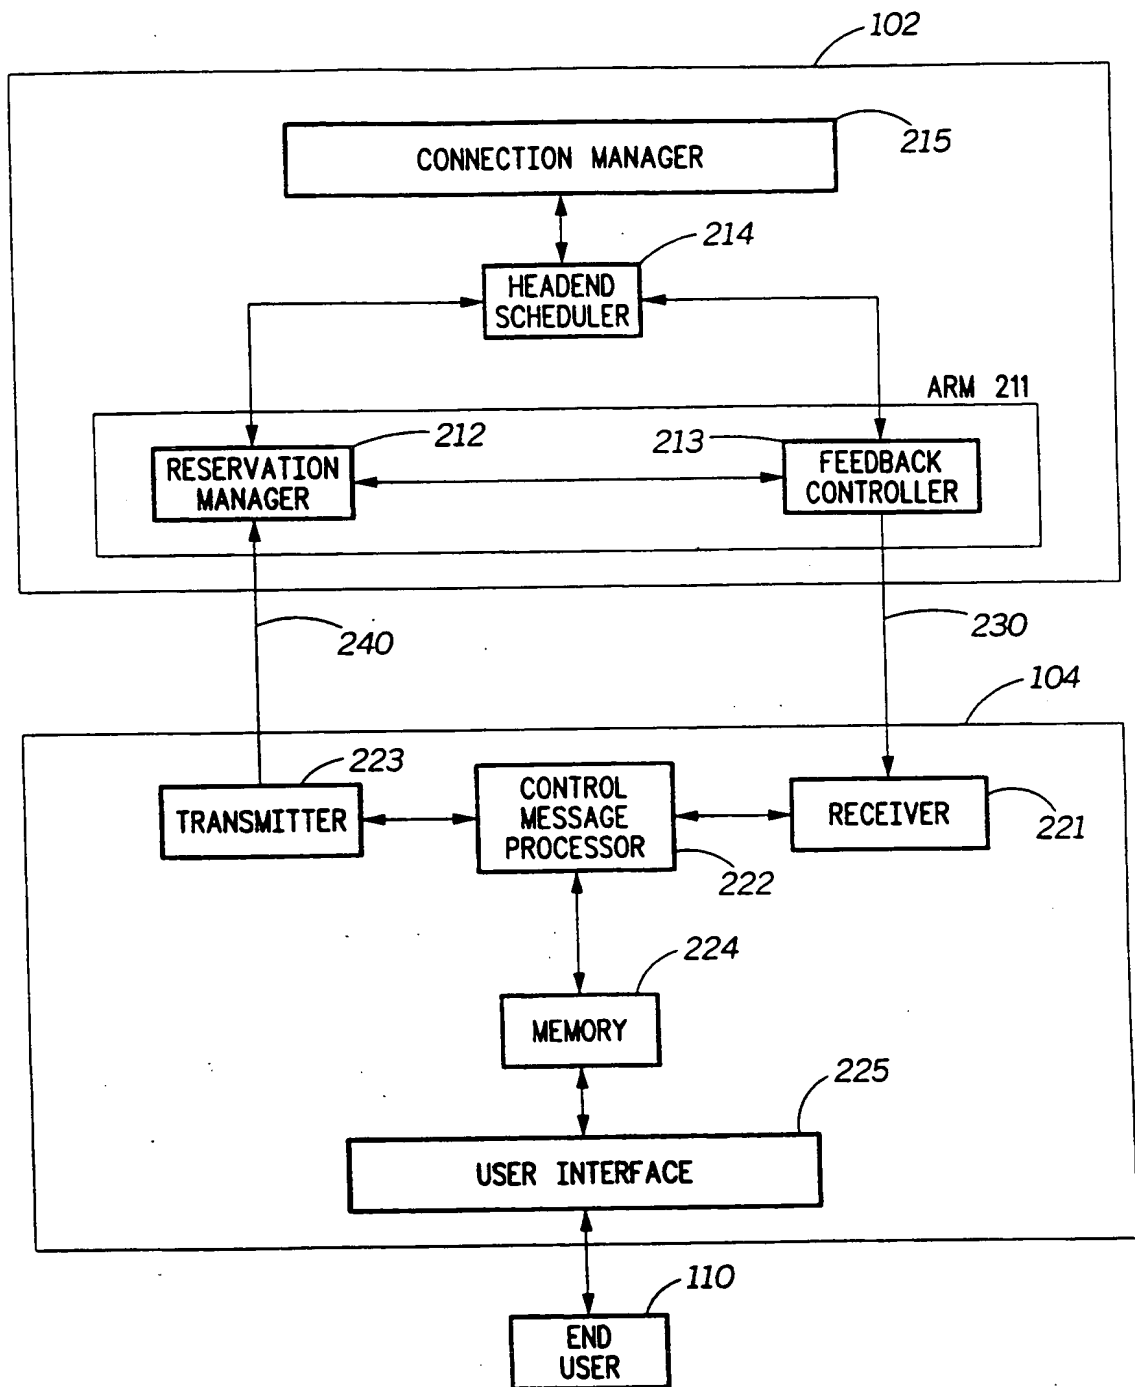 102
CONNECTION MANAGER
215
214
HEADEND
SCHEDULER
ARM 211
212
213
RESERVATION
MANAGER
FEEDBACK
CONTROLLER
240
230
104
223
TRANSMITTER
CONTROL
MESSAGE
PROCESSOR
RECEIVER
221
222
224
MEMORY
225
USER INTERFACE
110
END
USER